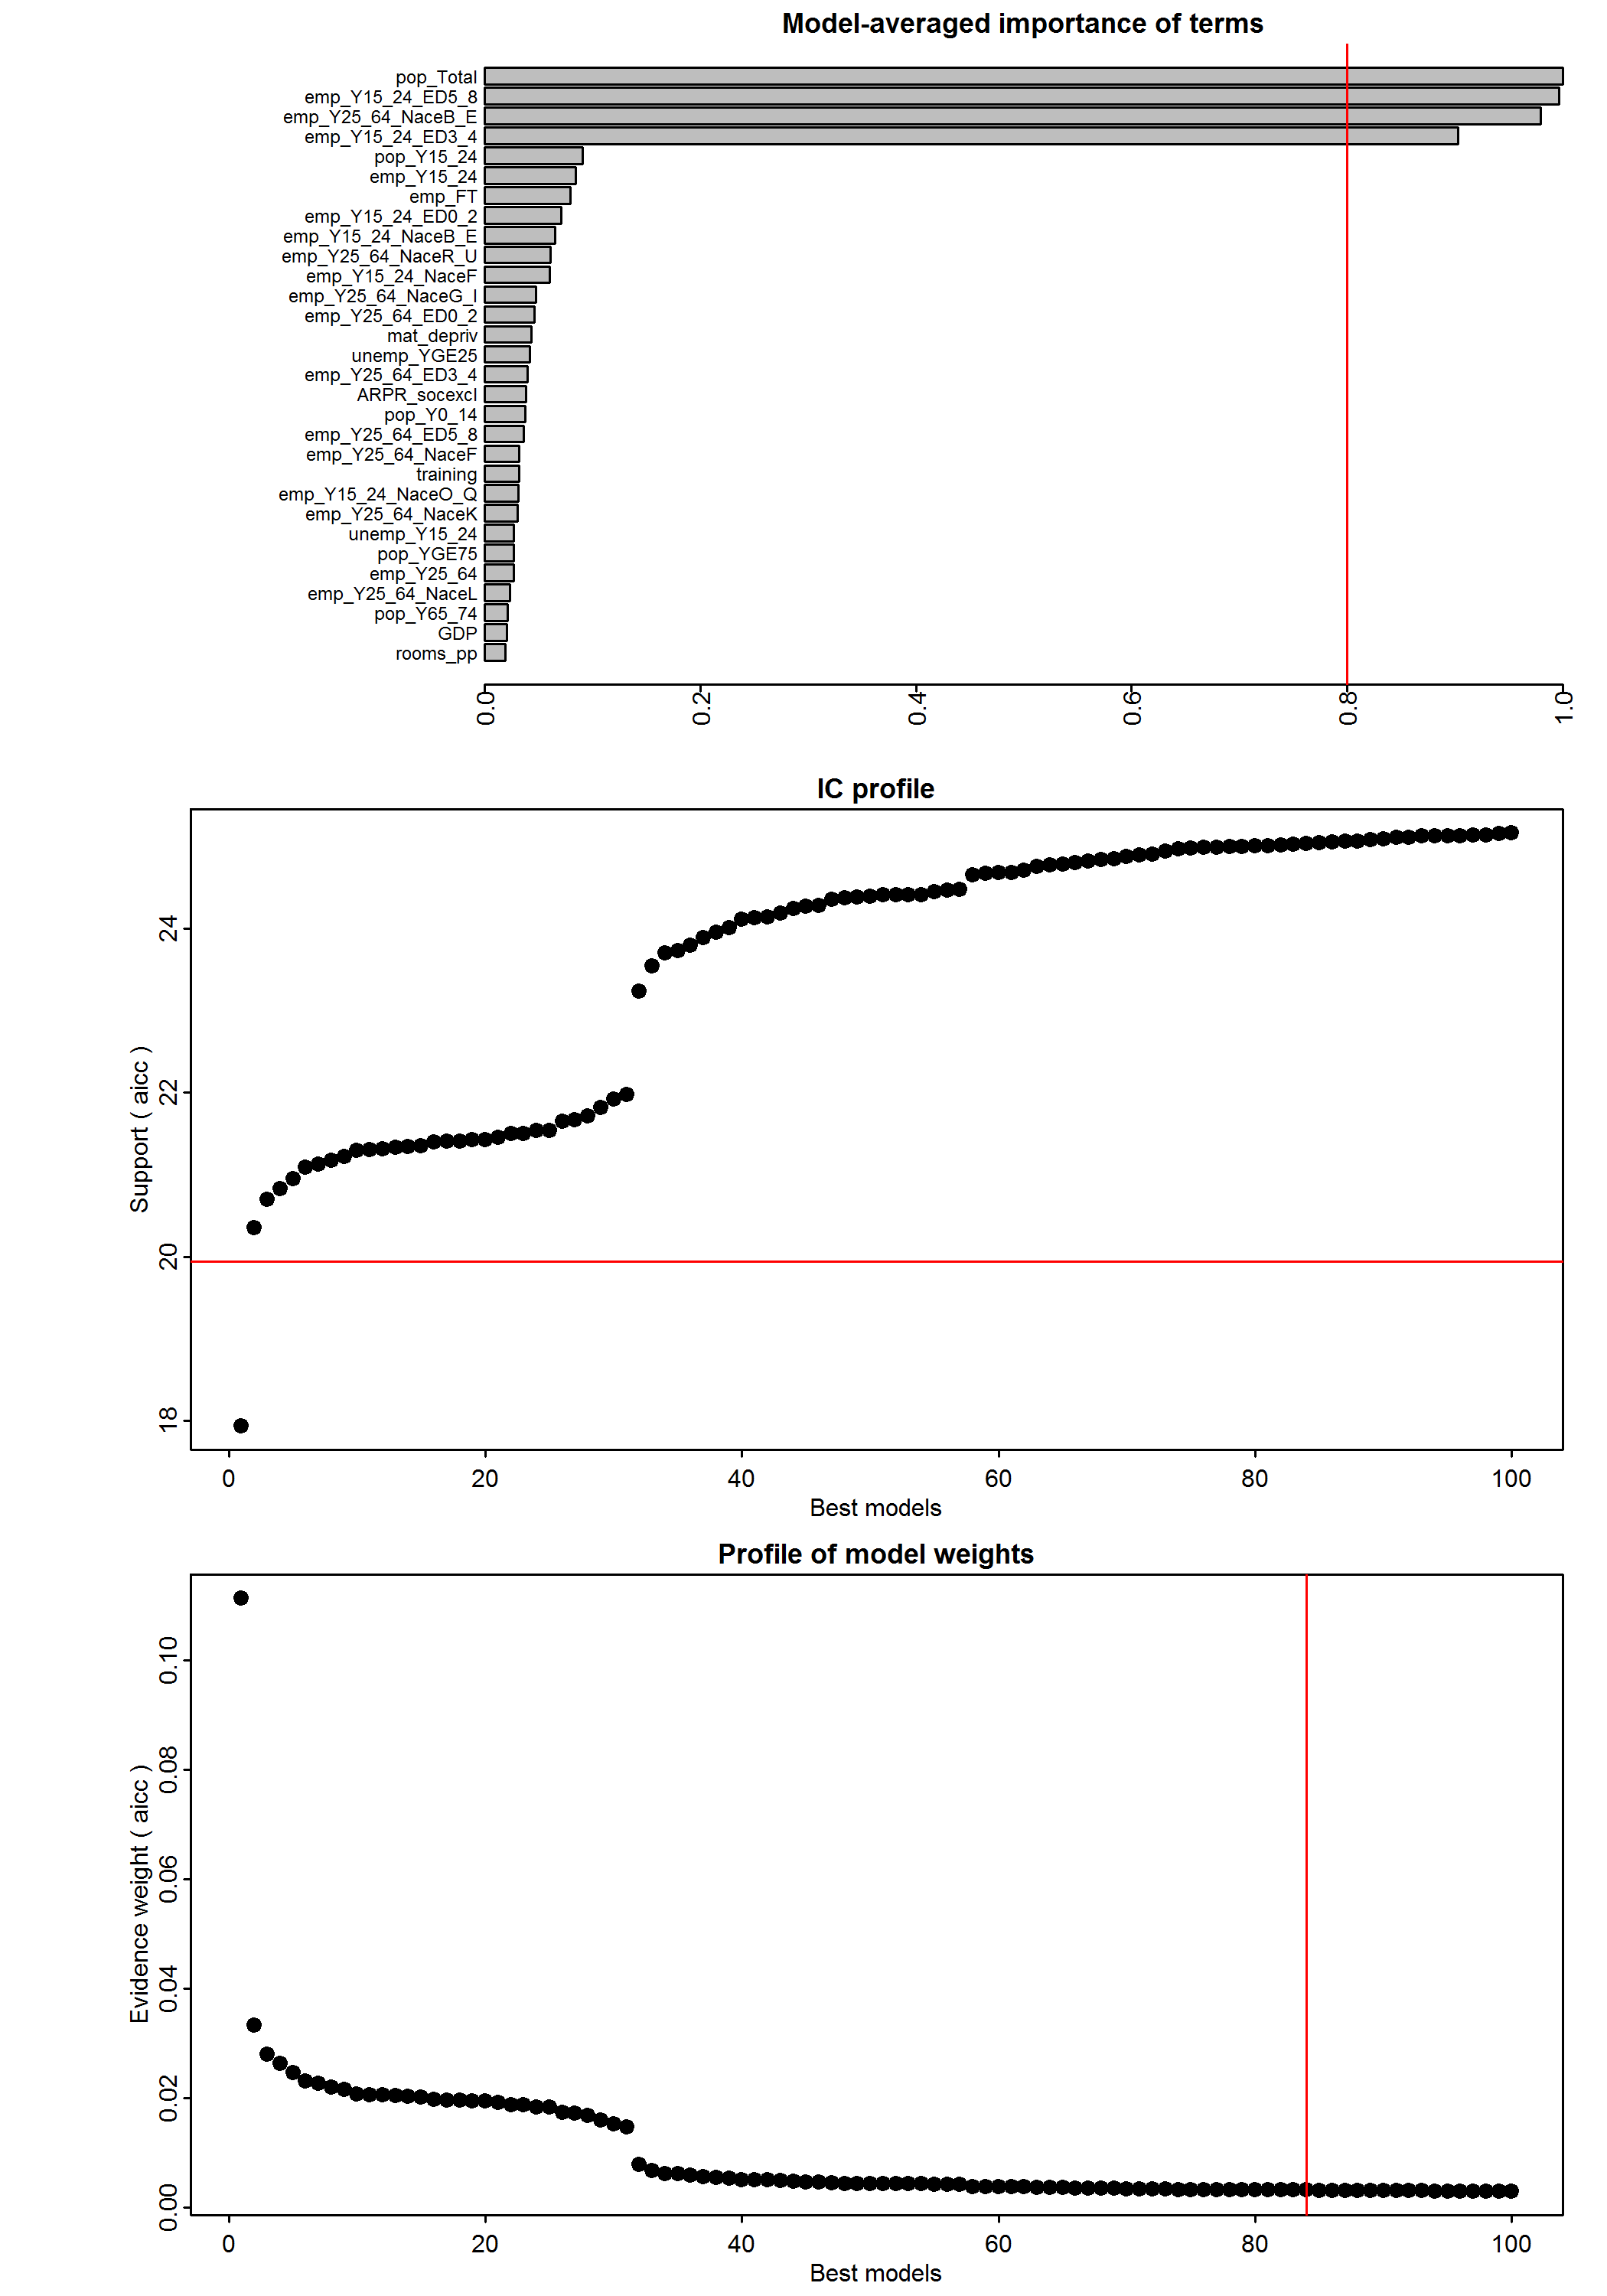 Model-averaged importance of terms
pop_Total
emp_Y15_24_ED5_8
emp_Y25_64_NaceB_E
emp_Y15_24_ED3_4
pop_Y15_24
emp_Y15_24
emp_FT
emp_Y15_24_ED0_2
emp_Y15_24_NaceB_E
emp_Y25_64_NaceR_U
emp_Y15_24_NaceF
emp_Y25_64_NaceG_I
emp_Y25_64_ED0_2
mat_depriv
unemp_YGE25
emp_Y25_64_ED3_4
ARPR_socexcl
pop_Y0_14
emp_Y25_64_ED5_8
emp_Y25_64_NaceF
training
emp_Y15_24_NaceO_Q
emp_Y25_64_NaceK
unemp_Y15_24
pop_YGE75
emp_Y25_64
emp_Y25_64_NaceL
pop_Y65_74
GDP
rooms_pp
0.0 0.2 0.4 0.6 0.8 1.0
IC profile
Support ( aicc )
24
22
20
18
0 20 40 60 80 100
Best models
Profile of model weights
Evidence weight ( aicc )
0.10
0.08
0.06
0.04
0.02
0.00
0 20 40 60 80 100
Best models